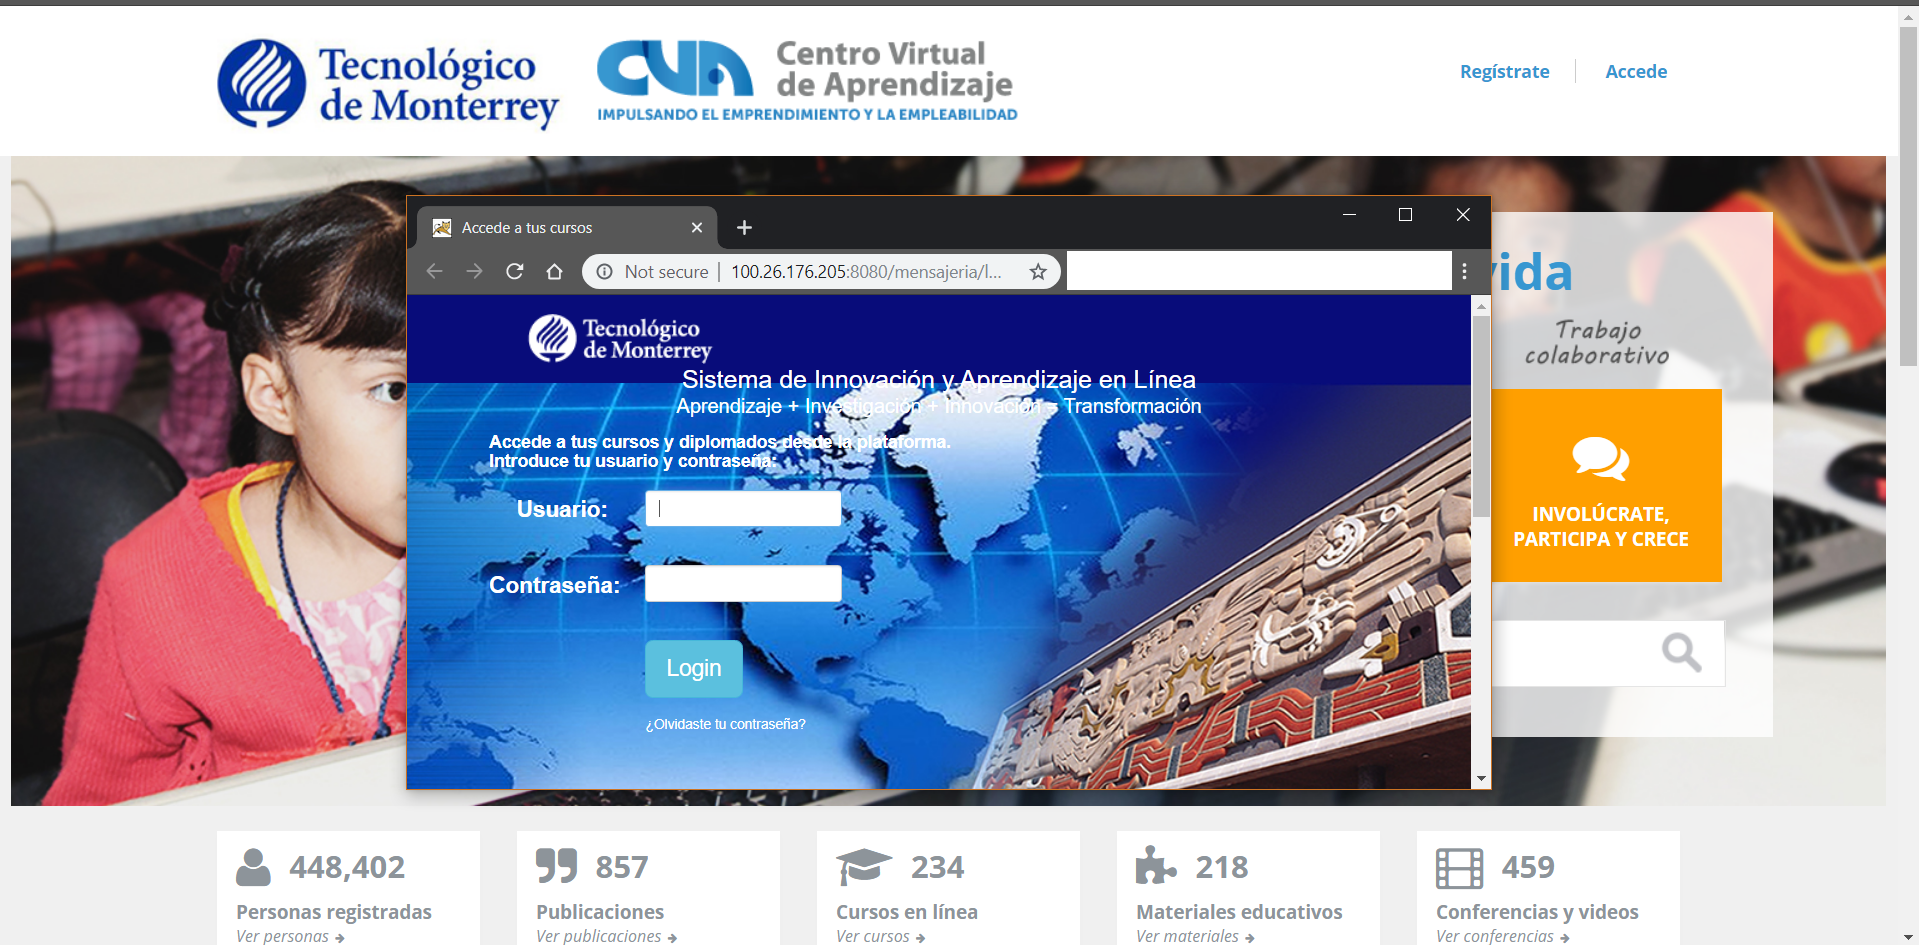 Tecnológico
de Monterrey
CVA
Centro Virtual
de Aprendizaje
IMPULSANDO EL EMPRENDIMIENTO Y LA EMPLEABILIDAD
Regístrate
Accede
Accede a tus cursos
Not secure
100.26.176.205:8080/mensajeria/l...
vida
Trabajo
colaborativo
INVOLÚCRATE,
PARTICIPA Y CRECE
Tecnológico
de Monterrey
Sistema de Innovación y Aprendizaje en Línea
Aprendizaje + Investigación + Innovación = Transformación
Accede a tus cursos y diplomados desde la plataforma.
Introduce tu usuario y contraseña:
Usuario:
Contraseña:
Login
¿Olvidaste tu contraseña?
448,402
Personas registradas
Ver personas
857
Publicaciones
Ver publicaciones
234
Cursos en línea
Ver cursos
218
Materiales educativos
Ver materiales
459
Conferencias y videos
Ver conferencias